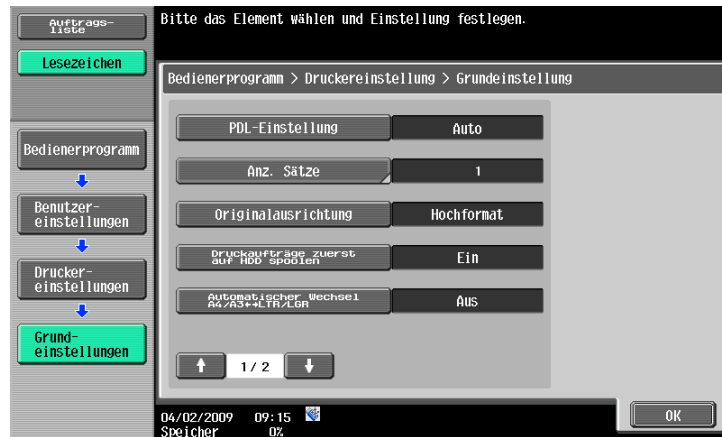 Auftrags-
liste
Bitte das Element wählen und Einstellung festlegen.
Lesezeichen
Bedienerprogramm > Druckereinstellung > Grundeinstellung
PDL-Einstellung
Auto
Bedienerprogramm
Anz. Sätze
1
Benutzer-
einstellungen
Originalausrichtung
Hochformat
Druckaufträge zuerst
auf HDD spoolen
Ein
Drucker-
einstellungen
Automatischer Wechsel
A4/A3↔LTR/LGR
Aus
Grund-
einstellungen
↑ 1/ 2 ↓
04/02/2009 09:15
Speicher 0%
OK